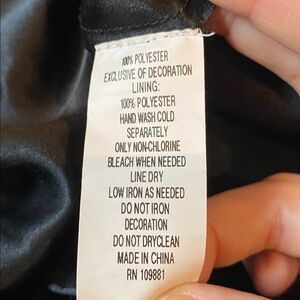 100% POLYESTER
EXCLUSIVE OF DECORATION
LINING:
100% POLYESTER
HAND WASH COLD
SEPARATELY
ONLY NON-CHLORINE
BLEACH WHEN NEEDED
LINE DRY
LOW IRON AS NEEDED
DO NOT IRON
DECORATION
DO NOT DRYCLEAN
MADE IN CHINA
RN 109881